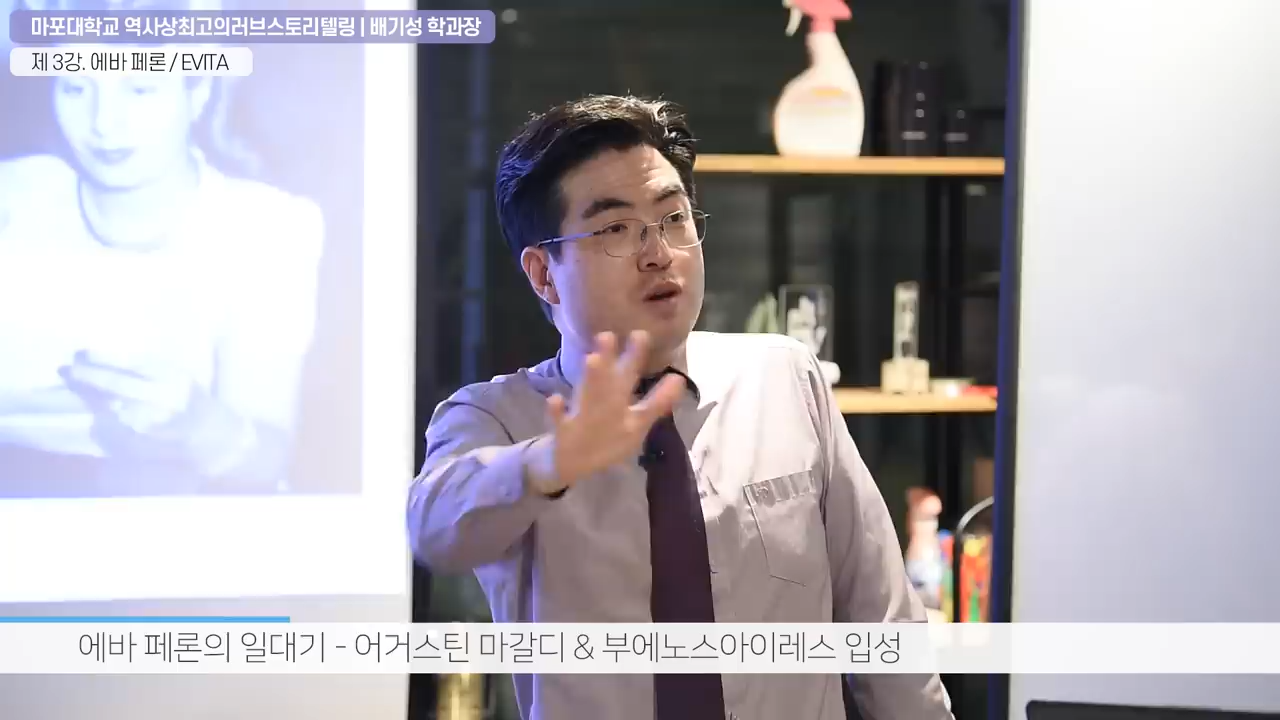 마포대학교 역사상최고의러브스토리텔링 | 배기성 학과장
제 3강. 에바 페론 / EVITA
에바 페론의 일대기 - 어거스틴 마갈디 & 부에노스아이레스 입성